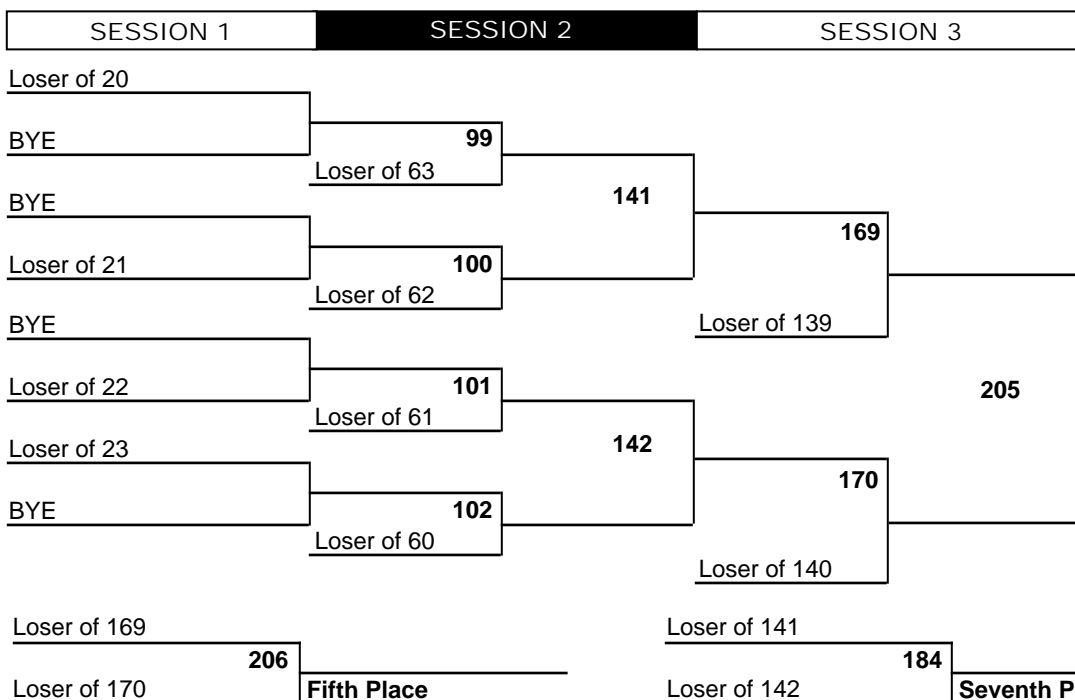 SESSION 1 SESSION 2 SESSION 3
Loser of 20
BYE 99
Loser of 63
BYE 141
169
Loser of 21 100
Loser of 62
BYE Loser of 139
Loser of 22 101 205
Loser of 61
Loser of 23 142
170
BYE 102
Loser of 60
Loser of 140
Loser of 169 Loser of 141
206 184
Loser of 170 Fifth Place Loser of 142 Seventh P